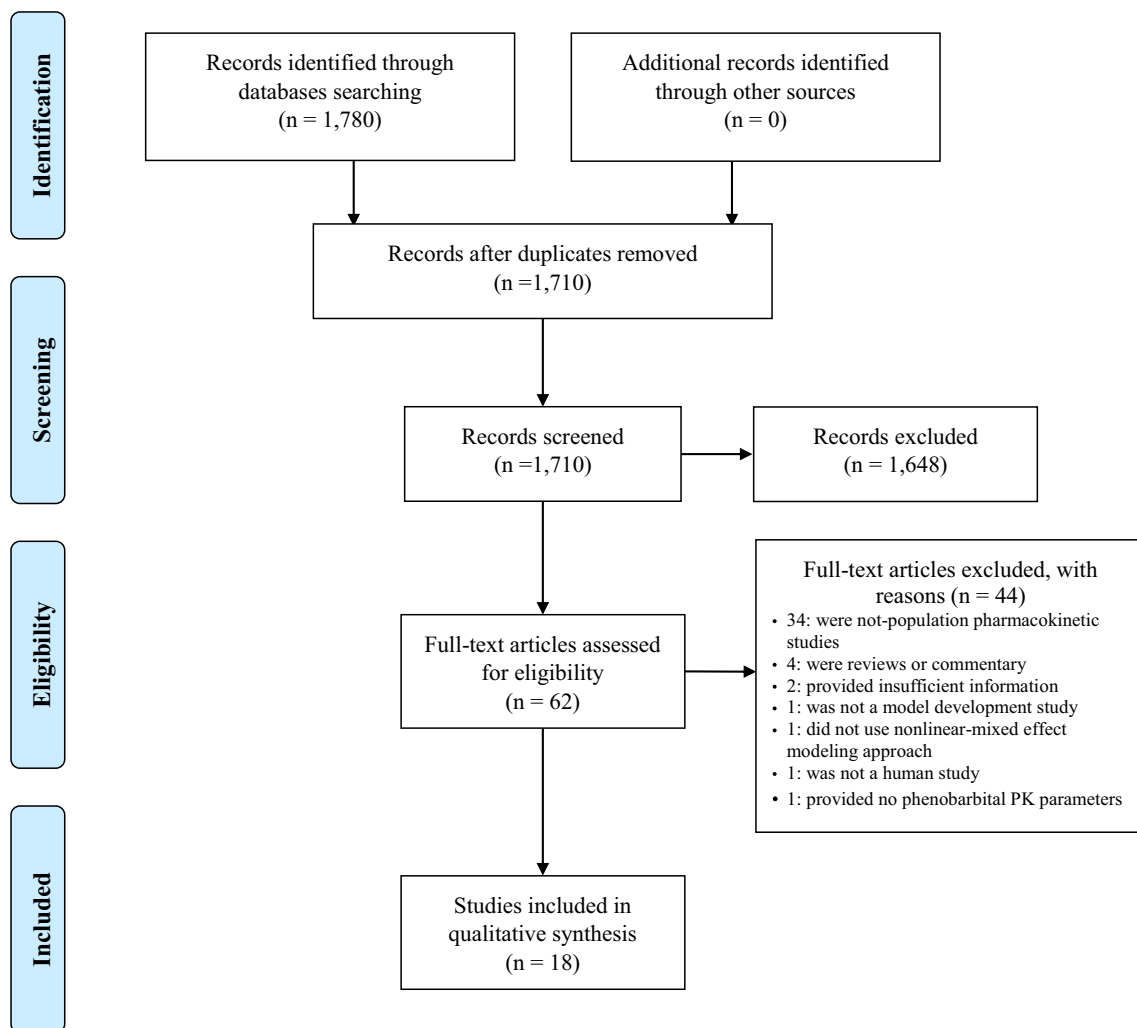 Identification
Records identified through
databases searching
(n = 1,780)
Additional records identified
through other sources
(n = 0)
Records after duplicates removed
(n =1,710)
Screening
Records screened
(n =1,710)
Records excluded
(n = 1,648)
Eligibility
Full-text articles assessed
for eligibility
(n = 62)
Full-text articles excluded, with
reasons (n = 44)
• 34: were not-population pharmacokinetic
studies
• 4: were reviews or commentary
• 2: provided insufficient information
• 1: was not a model development study
• 1: did not use nonlinear-mixed effect
modeling approach
• 1: was not a human study
• 1: provided no phenobarbital PK parameters
Included
Studies included in
qualitative synthesis
(n = 18)